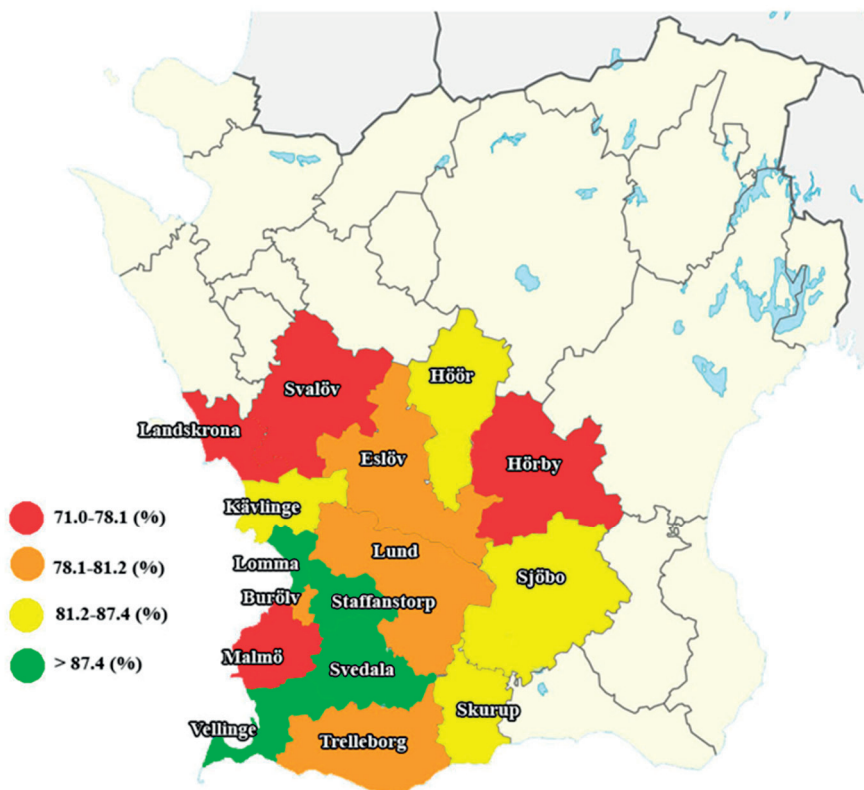 Höör
Svalöv
Landskrona
Eslöv
Hörby
Kävlinge
71.0-78.1 (%)
Lund
78.1-81.2 (%)
Lomma
Sjöbo
Burölv
Staffanstorp
81.2-87.4 (%)
Malmö
Svedala
> 87.4 (%)
Skurup
Vellinge
Trelleborg